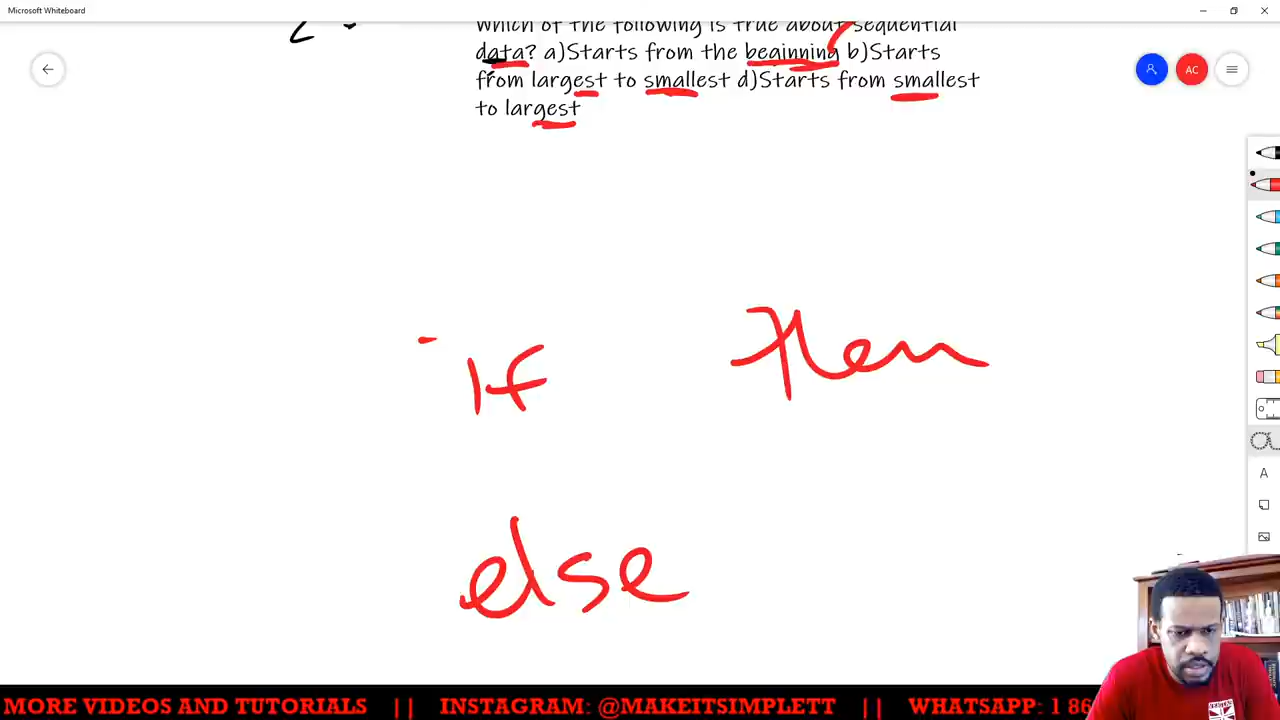 Microsoft Whiteboard
Which of the following is true about sequential
data? a)Starts from the beginning b)Starts
from largest to smallest d)Starts from smallest
to largest
AC
If then
else
A
MORE VIDEOS AND TUTORIALS || INSTAGRAM: @MAKEITSIMPLETT || WHATSAPP: 1 86